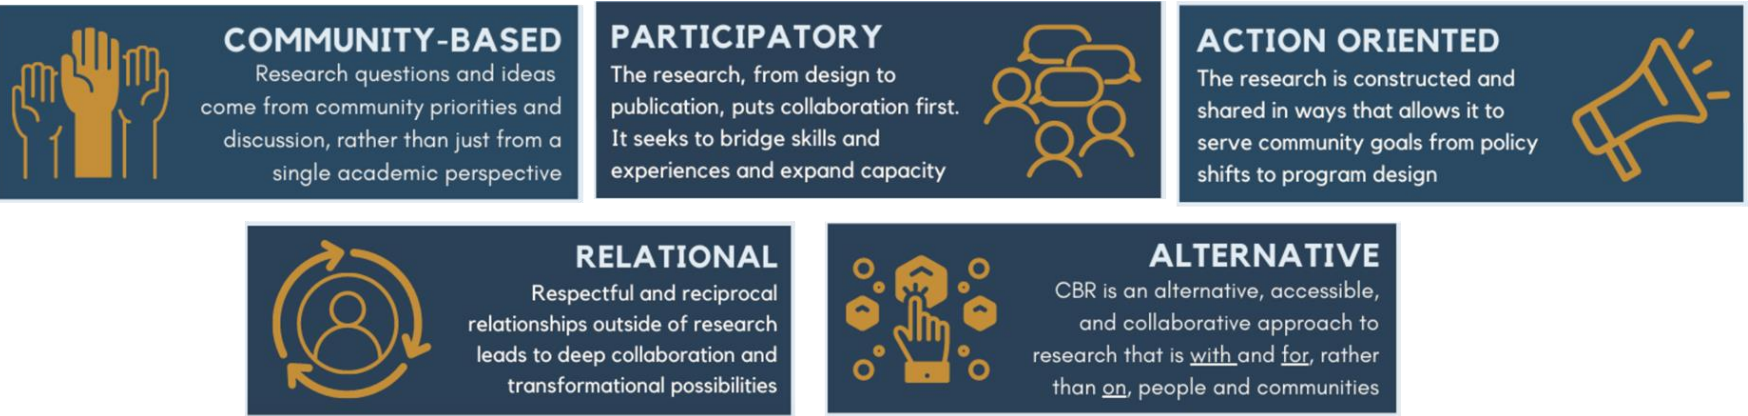 COMMUNITY-BASED
Research questions and ideas
come from community priorities and
discussion, rather than just from a
single academic perspective
PARTICIPATORY
The research, from design to
publication, puts collaboration first.
It seeks to bridge skills and
experiences and expand capacity
ACTION ORIENTED
The research is constructed and
shared in ways that allows it to
serve community goals from policy
shifts to program design
RELATIONAL
Respectful and reciprocal
relationships outside of research
leads to deep collaboration and
transformational possibilities
ALTERNATIVE
CBR is an alternative, accessible,
and collaborative approach to
research that is with and for, rather
than on, people and communities